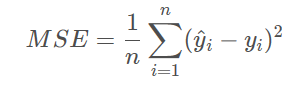 MSE = \frac{1}{n} \sum_{i=1}^{n} (\hat{y}_i - y_i)^2